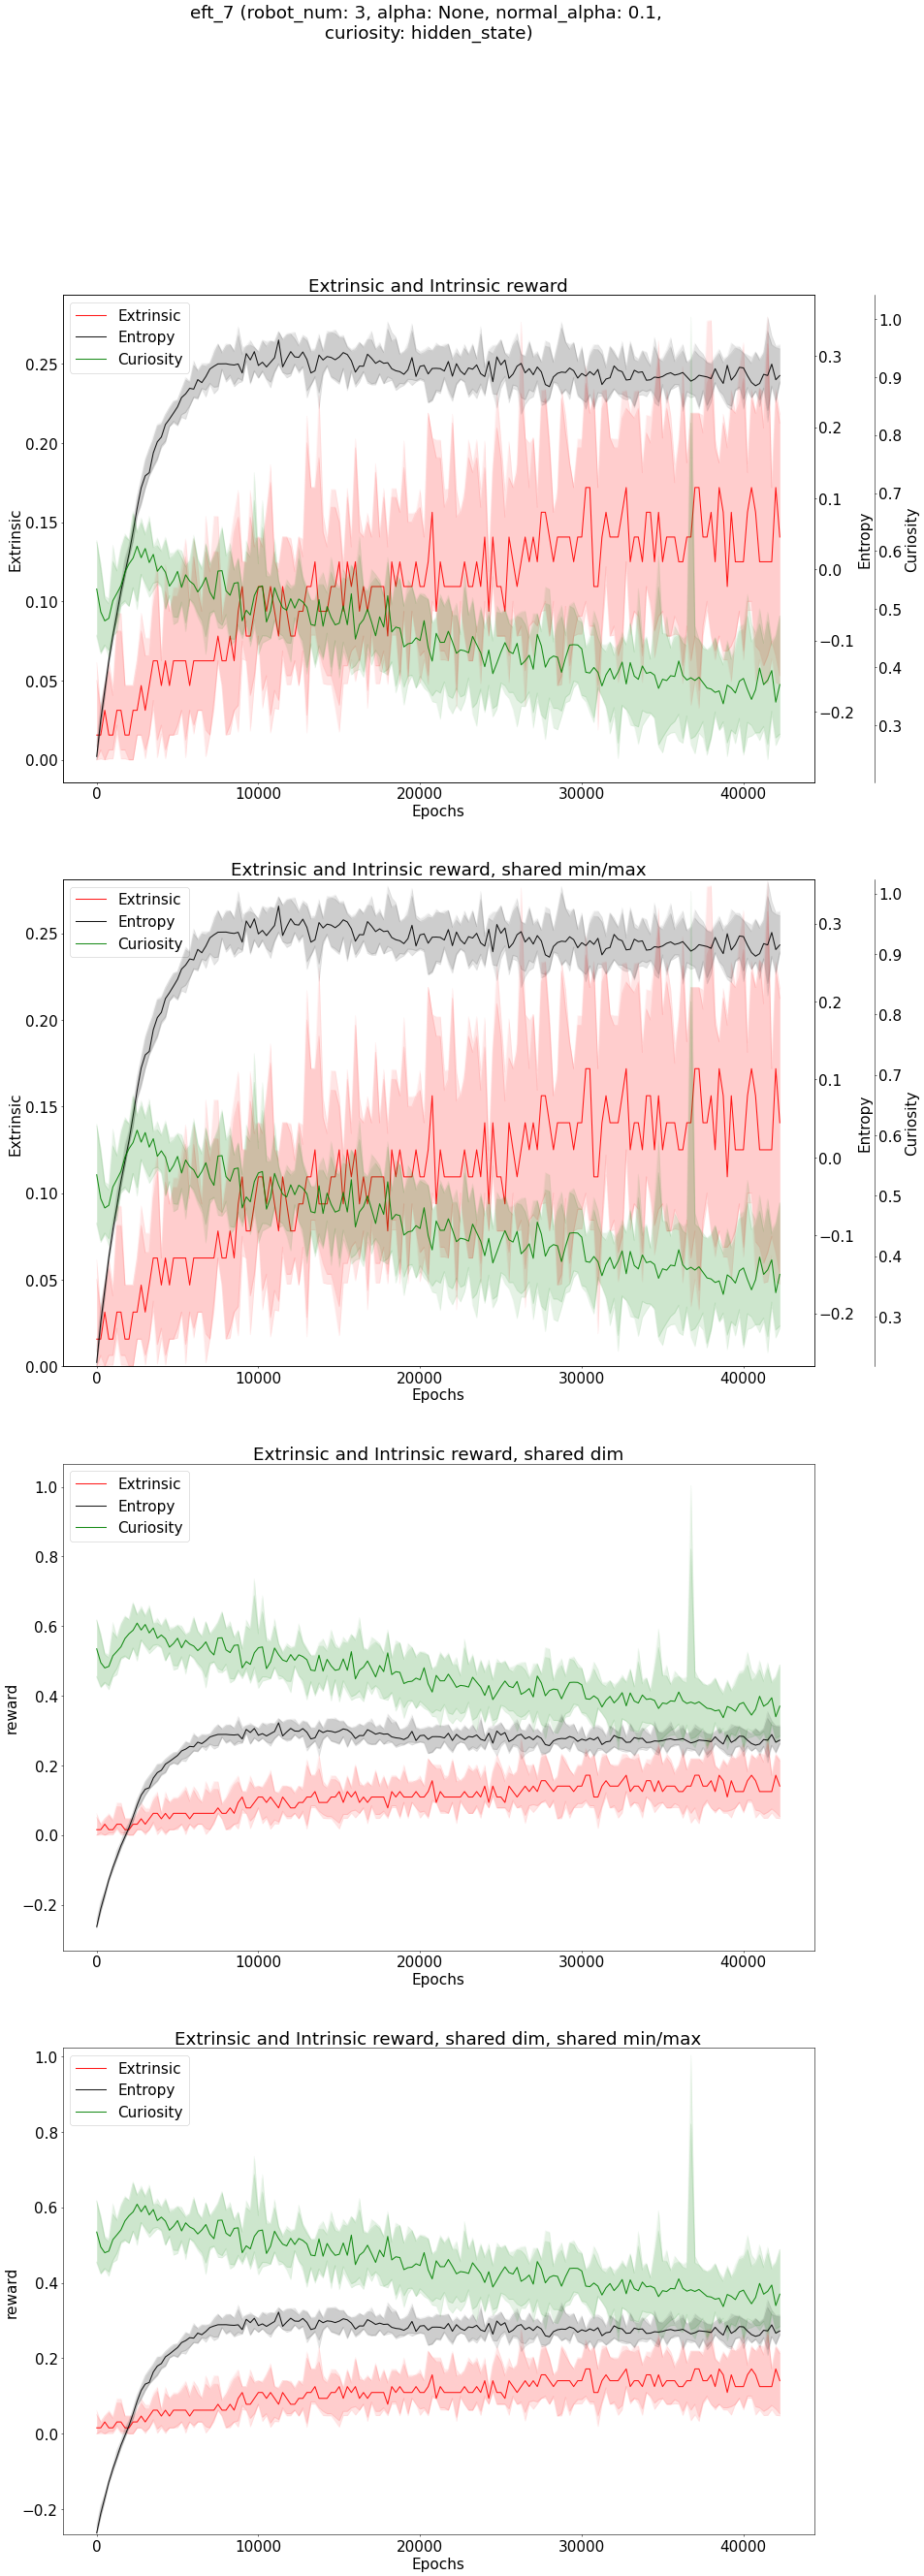 eft_7 (robot_num: 3, alpha: None, normal_alpha: 0.1,
curiosity: hidden_state)
Extrinsic and Intrinsic reward
Extrinsic
Entropy
Curiosity
0.25
0.20
0.15
0.10
0.05
0.00
Extrinsic
0.3
0.2
0.1
0.0
−0.1
−0.2
Entropy
1.0
0.9
0.8
0.7
0.6
0.5
0.4
0.3
Curiosity
0 10000 20000 30000 40000
Epochs
Extrinsic and Intrinsic reward, shared min/max
Extrinsic
Entropy
Curiosity
0.25
0.20
0.15
0.10
0.05
0.00
Extrinsic
0.3
0.2
0.1
0.0
−0.1
−0.2
Entropy
1.0
0.9
0.8
0.7
0.6
0.5
0.4
0.3
Curiosity
0 10000 20000 30000 40000
Epochs
Extrinsic and Intrinsic reward, shared dim
Extrinsic
Entropy
Curiosity
1.0
0.8
0.6
0.4
0.2
0.0
−0.2
reward
0 10000 20000 30000 40000
Epochs
Extrinsic and Intrinsic reward, shared dim, shared min/max
Extrinsic
Entropy
Curiosity
1.0
0.8
0.6
0.4
0.2
0.0
−0.2
reward
0 10000 20000 30000 40000
Epochs